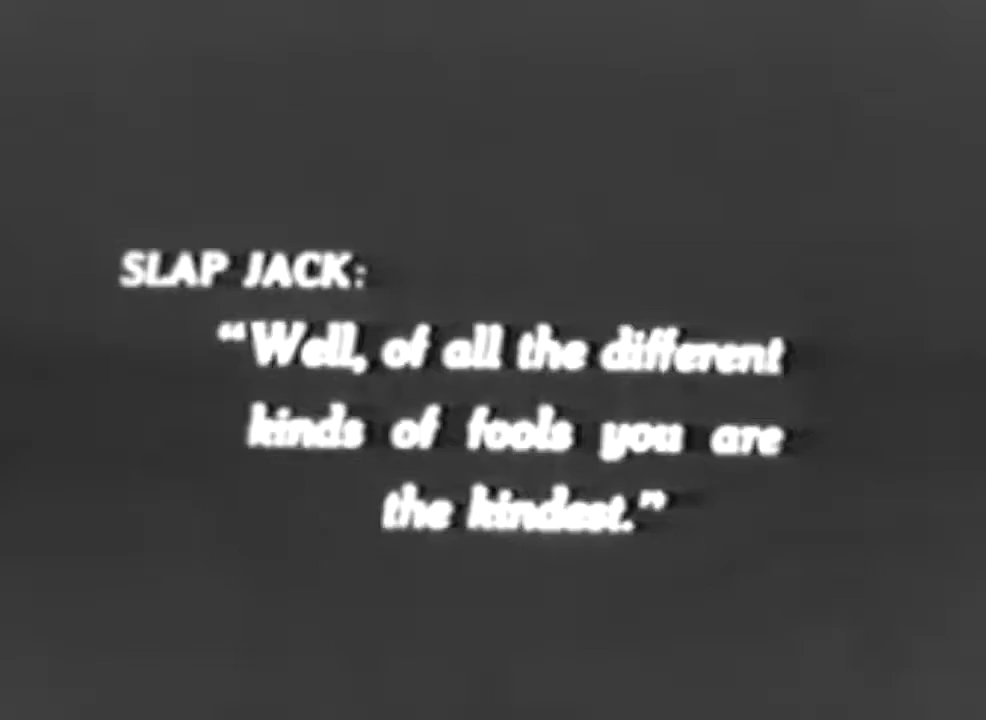 SLAP JACK:
"Well, of all the different
kinds of fools you are
the kindest."